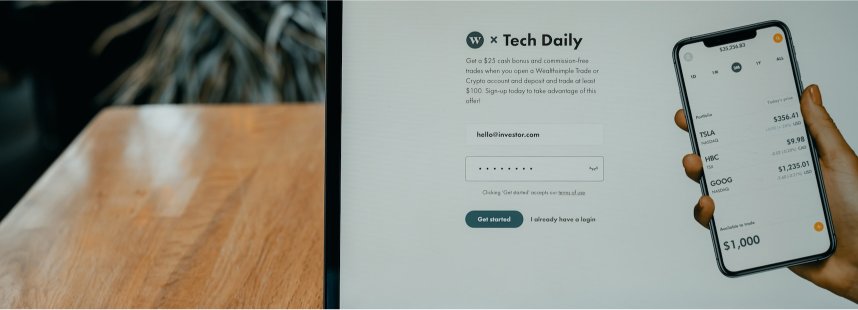 W × Tech Daily
Get a $25 cash bonus and commission-free
trades when you open a Wealthsimple Trade or
Crypto account and deposit and trade at least
$100. Sign-up today to take advantage of this
offer!
hello@investor.com
Clicking 'Get started' accepts our terms of use
Get started
I already have a login
$35,256.83
1D 1W 1Y ALL
Portfolio Today's price
TSLA $356.41
NASDAQ USD
HBC $9.98
TSX
GOOG $1,235.01
NASDAQ USD
Available to trade
$1,000